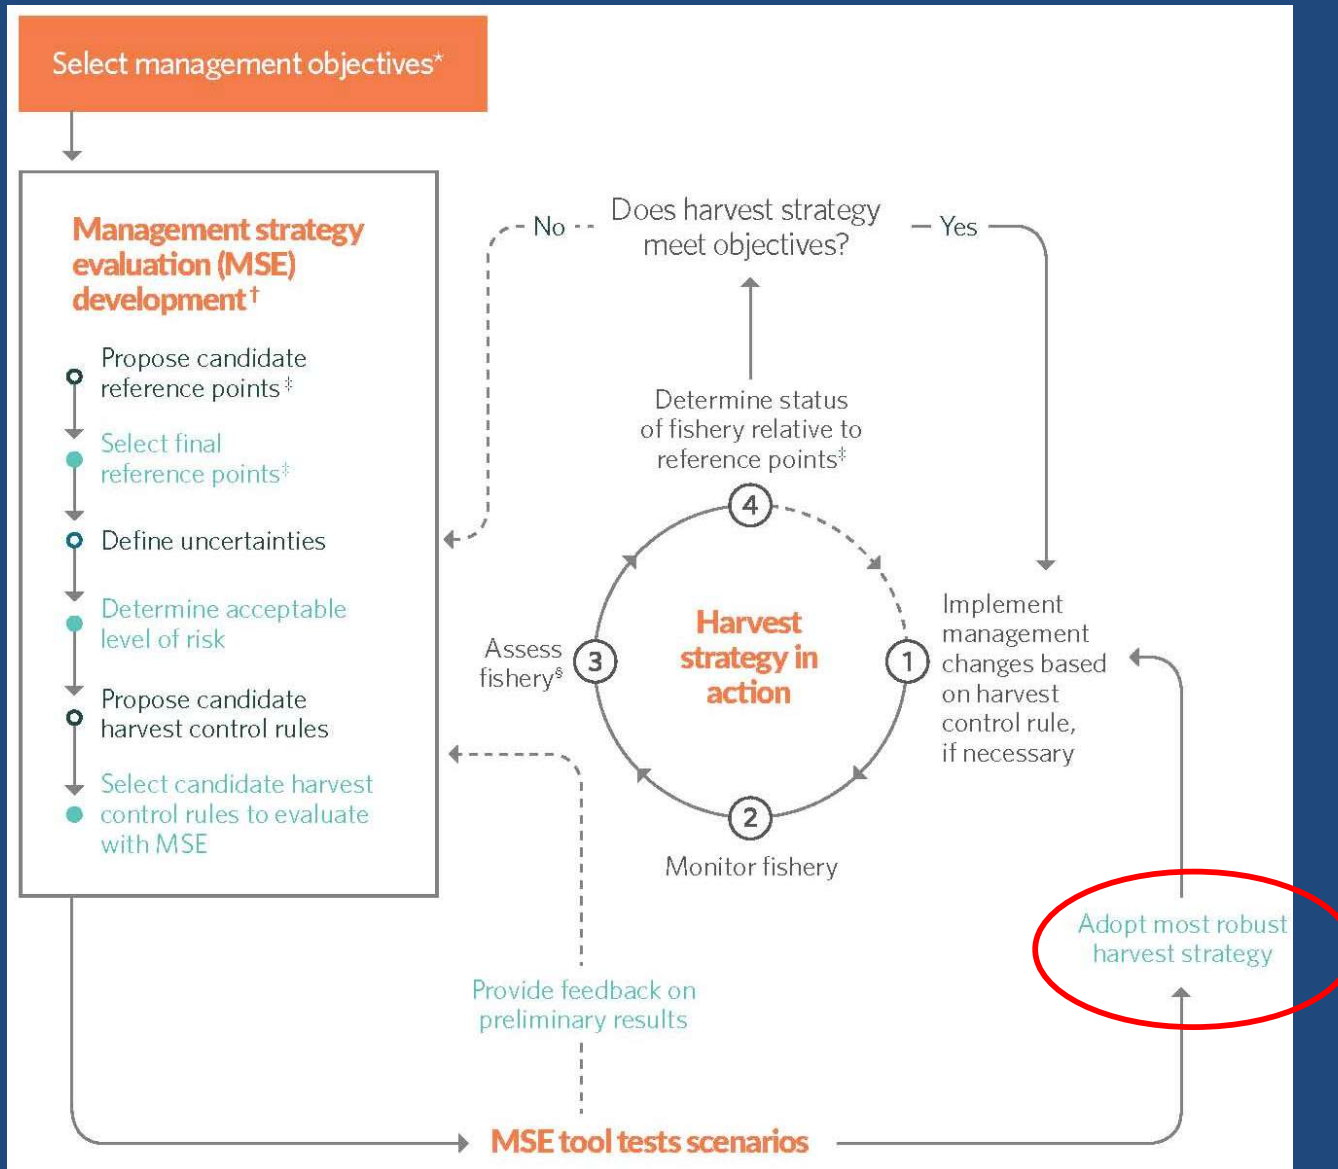 Select management objectives*
Management strategy
evaluation (MSE)
development†
Propose candidate
reference points‡
Select final
reference points‡
Define uncertainties
Determine acceptable
level of risk
Propose candidate
harvest control rules
Select candidate harvest
control rules to evaluate
with MSE
No
Does harvest strategy
meet objectives?
Yes
Determine status
of fishery relative to
reference points‡
4
Harvest
strategy in
action
Assess
fishery§
3
1
Implement
management
changes based
on harvest
control rule,
if necessary
2
Monitor fishery
Adopt most robust
harvest strategy
Provide feedback on
preliminary results
MSE tool tests scenarios